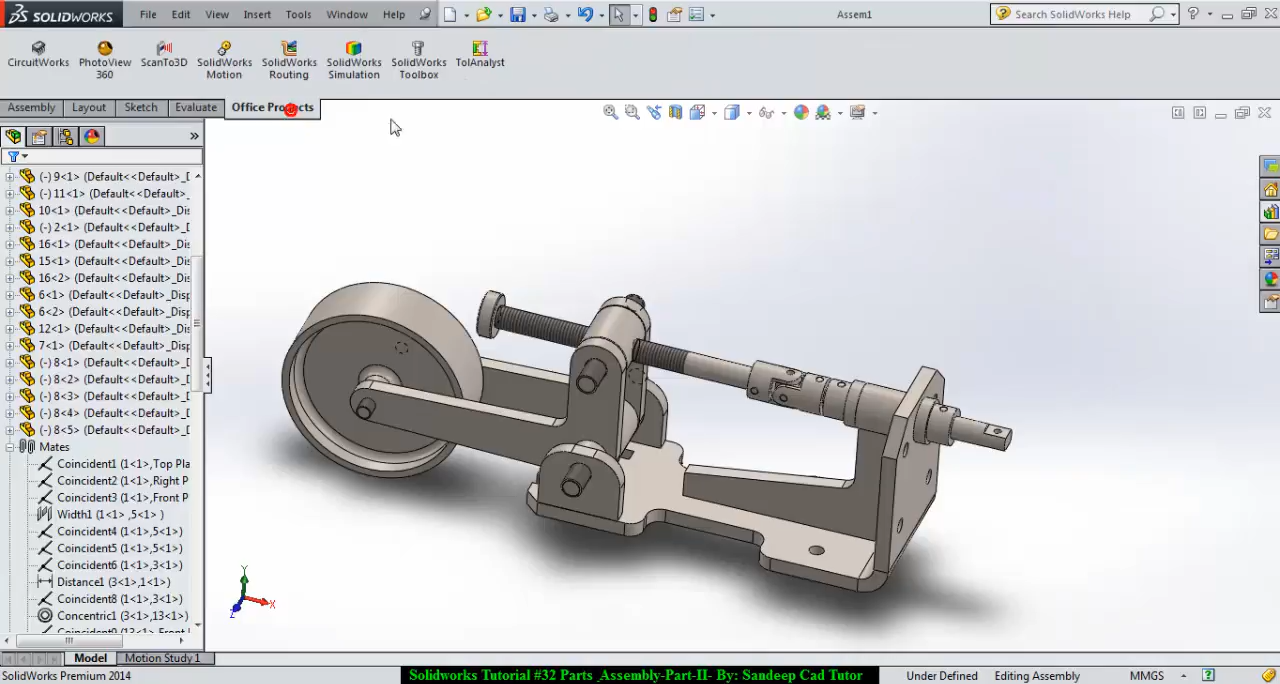 SOLIDWORKS File Edit View Insert Tools Window Help Assem1 Search SolidWorks Help
CircuitWorks
PhotoView
360
ScanTo3D
SolidWorks
Motion
SolidWorks
Routing
SolidWorks
Simulation
SolidWorks
Toolbox
TolAnalyst
Assembly Layout Sketch Evaluate Office Products
(-) 9<1> (Default<<Default>_D
(-) 11<1> (Default<<Default>_
10<1> (Default<<Default>_Dis
(-) 2<1> (Default<<Default>_D
16<1> (Default<<Default>_Dis
15<1> (Default<<Default>_Dis
16<2> (Default<<Default>_Dis
6<1> (Default<<Default>_Disp
6<2> (Default<<Default>_Disp
12<1> (Default<<Default>_Dis
7<1> (Default<<Default>_Disp
(-) 8<1> (Default<<Default>_D
(-) 8<2> (Default<<Default>_D
(-) 8<3> (Default<<Default>_D
(-) 8<4> (Default<<Default>_D
(-) 8<5> (Default<<Default>_D
Mates
Coincident1 (1<1>,Top Pla
Coincident2 (1<1>,Right P
Coincident3 (1<1>,Front P
Width1 (1<1> ,5<1> )
Coincident4 (1<1>,5<1>)
Coincident5 (1<1>,5<1>)
Coincident6 (1<1>,3<1>)
Distance1 (3<1>,1<1>)
Coincident8 (1<1>,3<1>)
Concentric1 (3<1>,13<1>)
Coincident9 (13<1>,Front
Y
X
Z
Model Motion Study 1
SolidWorks Premium 2014 Solidworks Tutorial #32 Parts Assembly-Part-II- By: Sandeep Cad Tutor Under Defined Editing Assembly MMGS